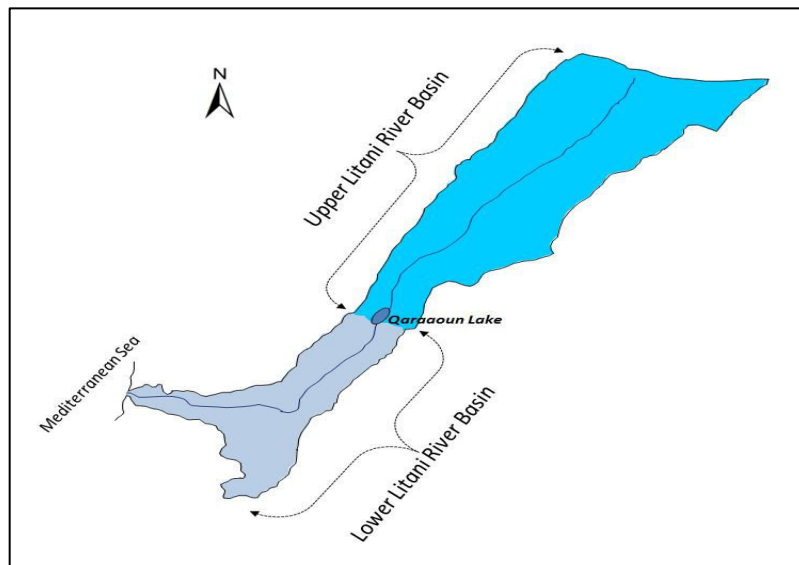 N
Upper Litani River Basin
Qaraaoun Lake
Mediterranean Sea
Lower Litani River Basin